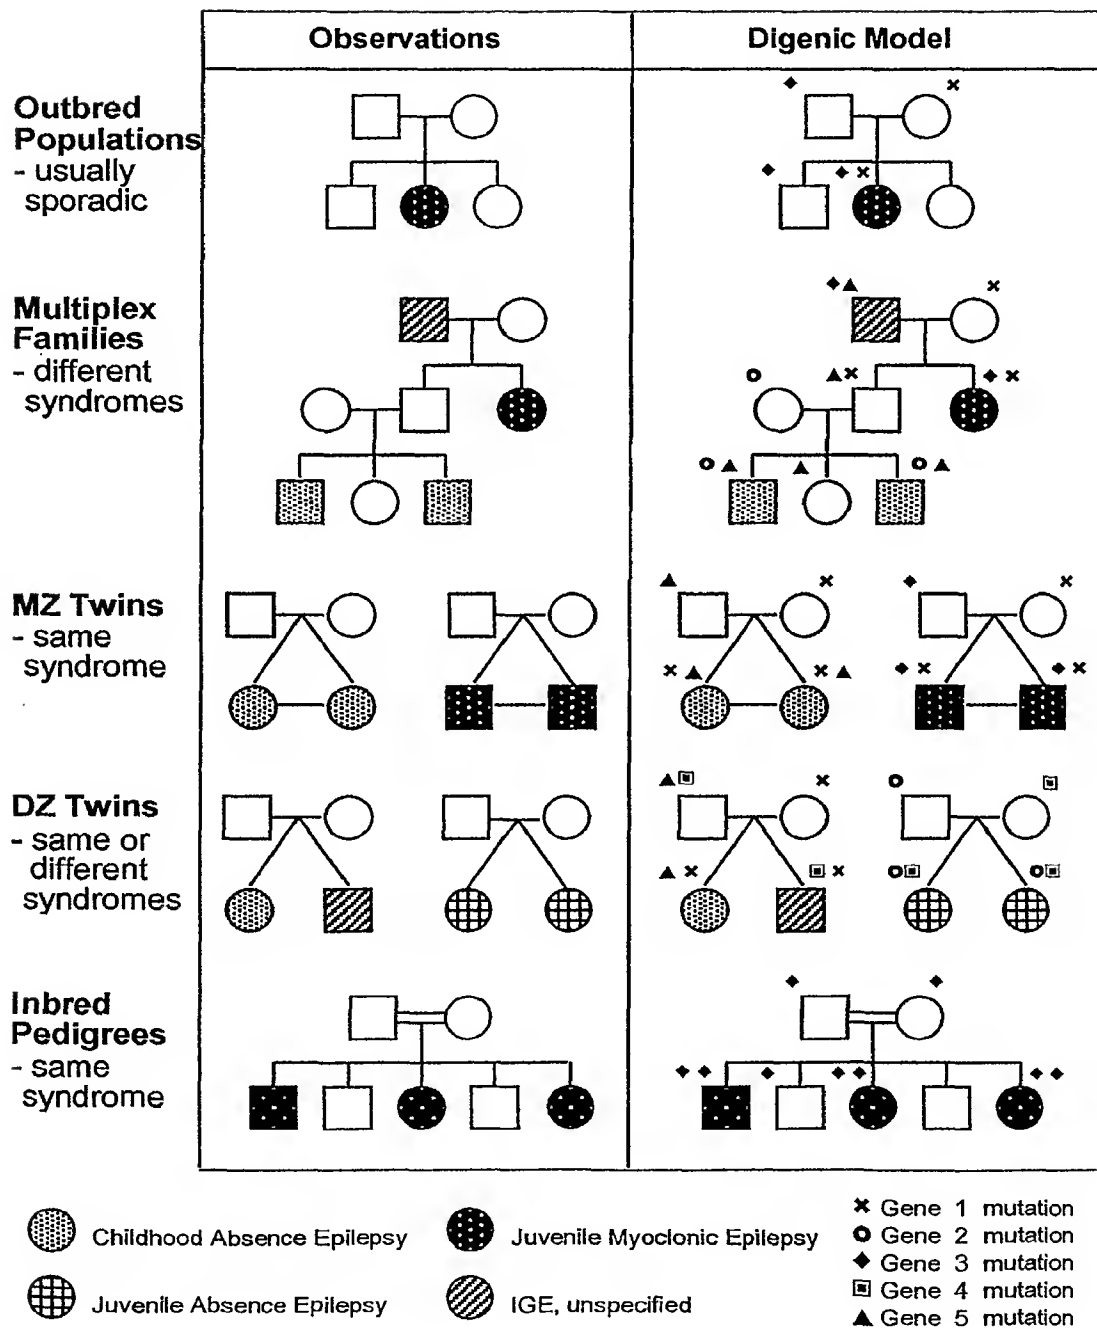 Observations
Digenic Model
Outbred
Populations
- usually
sporadic
Multiplex
Families
- different
syndromes
MZ Twins
- same
syndrome
DZ Twins
- same or
different
syndromes
Inbred
Pedigrees
- same
syndrome
Childhood Absence Epilepsy
Juvenile Myoclonic Epilepsy
Juvenile Absence Epilepsy
IGE, unspecified
Gene 1 mutation
Gene 2 mutation
Gene 3 mutation
Gene 4 mutation
Gene 5 mutation